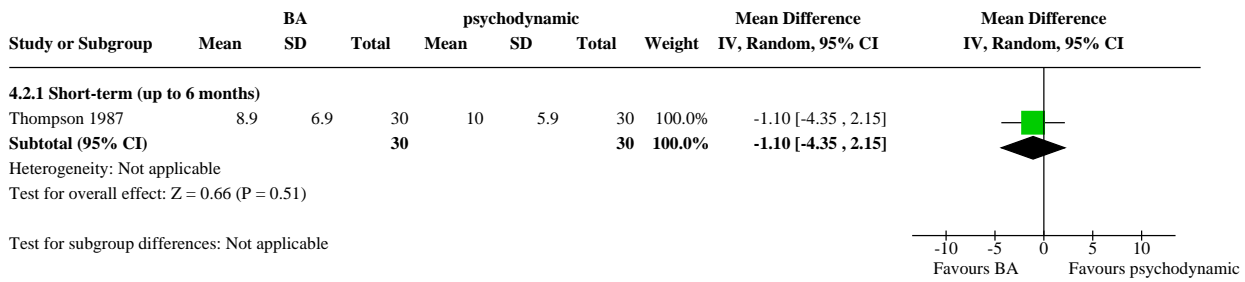 BA psychodynamic Mean Difference Mean Difference
Study or Subgroup Mean SD Total Mean SD Total Weight IV, Random, 95% CI IV, Random, 95% CI
4.2.1 Short-term (up to 6 months)
Thompson 1987 8.9 6.9 30 10 5.9 30 100.0% -1.10 [-4.35 , 2.15]
Subtotal (95% CI) 30 30 100.0% -1.10 [-4.35 , 2.15]
Heterogeneity: Not applicable
Test for overall effect: Z = 0.66 (P = 0.51)
Test for subgroup differences: Not applicable
-10 -5 0 5 10
Favours BA Favours psychodynamic